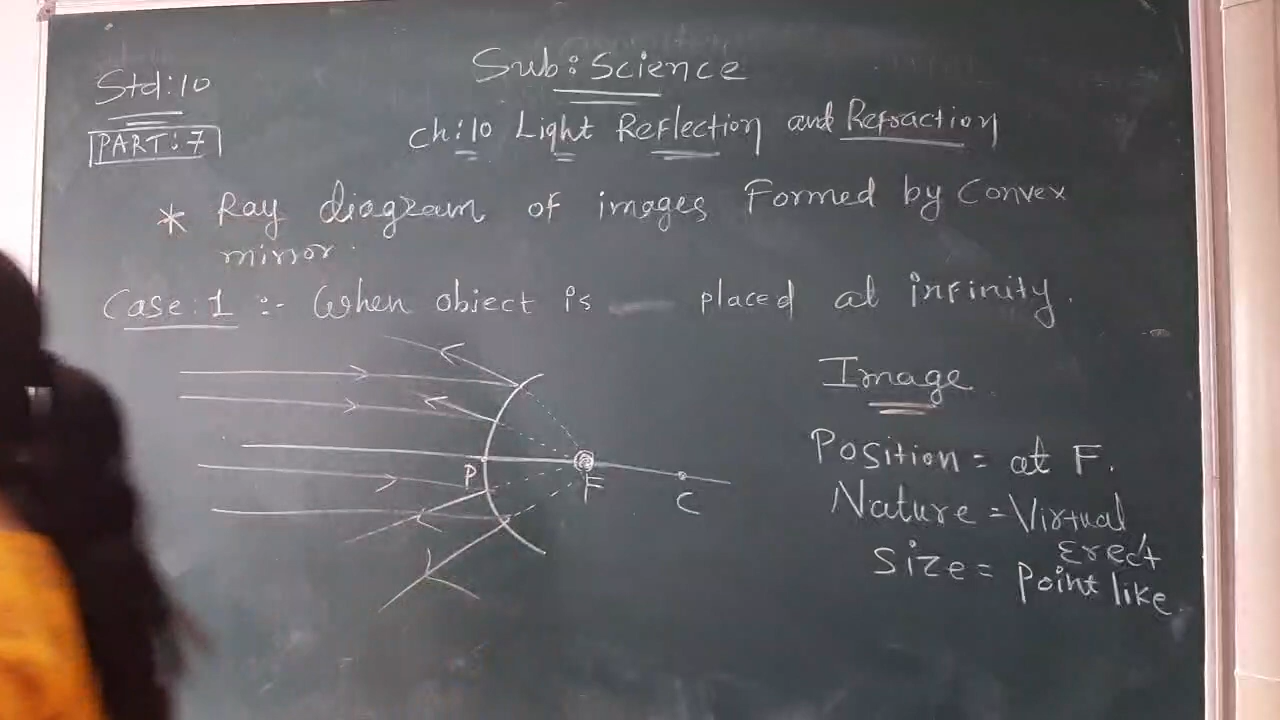 Std:10
Sub:Science
PART:7
Ch:10 Light Reflection and Refraction
* Ray diagram of images Formed by Convex
mirror.
Case:1 :- When object is placed at infinity.
Image
P
F
C
Position = at F.
Nature = Virtual
Erect
Size = Point like